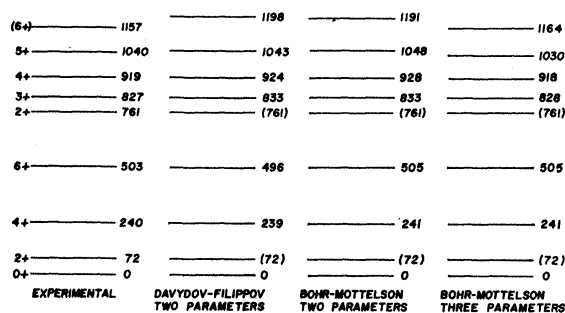 (6+) 1157 1198 1191 1164
5+ 1040 1043 1048 1030
4+ 919 924 928 918
3+ 827 833 833 828
2+ 761 (761) (761) (761)
6+ 503 496 505 505
4+ 240 239 241 241
2+ 72 (72) (72) (72)
0+ 0 0 0 0
EXPERIMENTAL DAVYDOV-FILIPPOV BOHR-MOTTELSON BOHR-MOTTELSON
TWO PARAMETERS TWO PARAMETERS THREE PARAMETERS